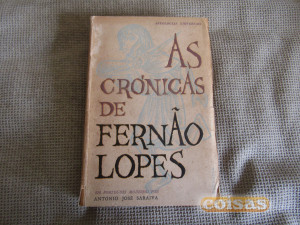 AS
CRÓNICAS
DE
FERNÃO
LOPES
ANTÓNIO JOSÉ SARAIVA
coisas